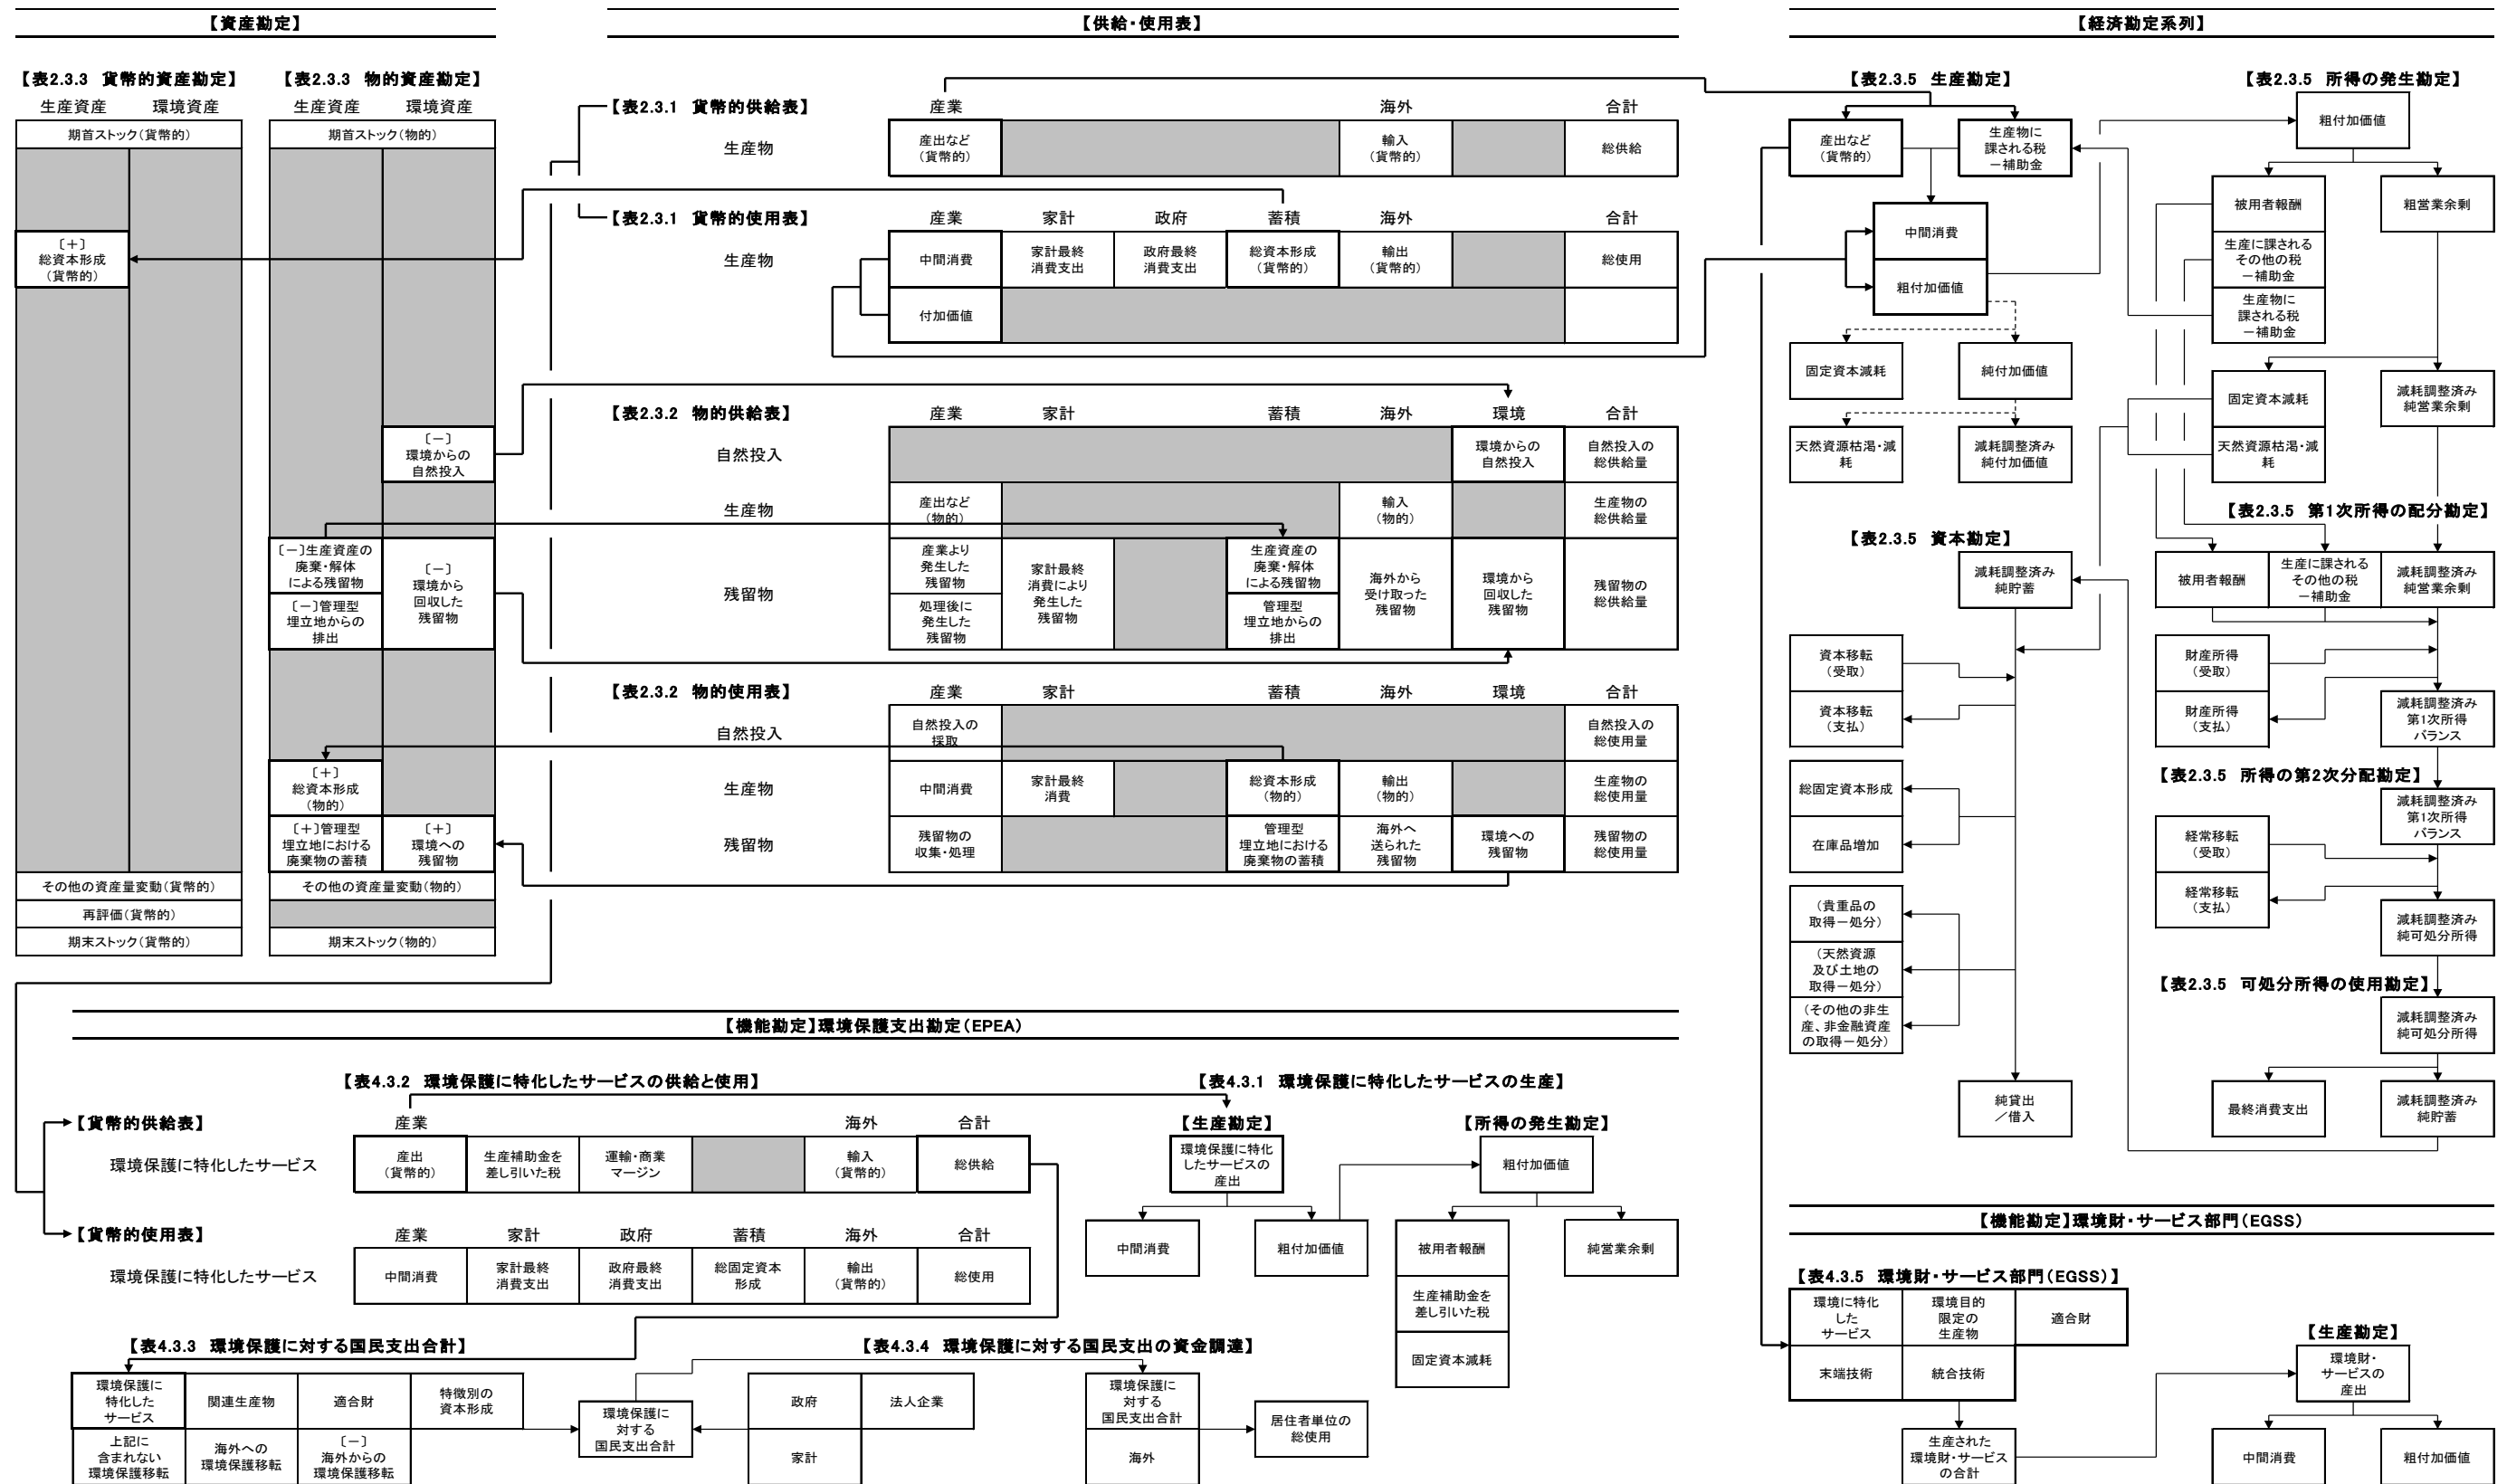 【資産勘定】
【表2.3.3 貨幣的資産勘定】
【表2.3.3 物的資産勘定】
生産資産
環境資産
生産資産
環境資産
期首ストック(貨幣的)
期首ストック(物的)
〔+〕
総資本形成
(貨幣的)
〔-〕
環境からの
自然投入
〔-〕生産資産の
廃棄・解体
による残留物
〔-〕管理型
埋立地からの
排出
〔-〕
環境から
回収した
残留物
〔+〕
総資本形成
(物的)
〔+〕管理型
埋立地における
廃棄物の蓄積
〔+〕
環境への
残留物
その他の資産量変動(貨幣的)
その他の資産量変動(物的)
再評価(貨幣的)
期末ストック(貨幣的)
期末ストック(物的)
【供給・使用表】
【表2.3.1 貨幣的供給表】
産業
海外
合計
生産物
産出など
(貨幣的)
輸入
(貨幣的)
総供給
【表2.3.1 貨幣的使用表】
産業
家計
政府
蓄積
海外
合計
生産物
中間消費
家計最終
消費支出
政府最終
消費支出
総資本形成
(貨幣的)
輸出
(貨幣的)
総使用
付加価値
【表2.3.2 物的供給表】
産業
家計
蓄積
海外
環境
合計
自然投入
環境からの
自然投入
自然投入の
総供給量
生産物
産出など
(物的)
輸入
(物的)
生産物の
総供給量
残留物
産業より
発生した
残留物
処理後に
発生した
残留物
家計最終
消費により
発生した
残留物
生産資産の
廃棄・解体
による残留物
管理型
埋立地からの
排出
海外から
受け取った
残留物
環境から
回収した
残留物
残留物の
総供給量
【表2.3.2 物的使用表】
産業
家計
蓄積
海外
環境
合計
自然投入
自然投入の
採取
自然投入の
総使用量
生産物
中間消費
家計最終
消費
総資本形成
(物的)
輸出
(物的)
生産物の
総使用量
残留物
残留物の
収集・処理
管理型
埋立地における
廃棄物の蓄積
海外へ
送られた
残留物
環境への
残留物
残留物の
総使用量
【経済勘定系列】
【表2.3.5 生産勘定】
産出など
(貨幣的)
生産物に
課される税
-補助金
中間消費
粗付加価値
固定資本減耗
純付加価値
天然資源枯渇・減
耗
減耗調整済み
純付加価値
【表2.3.5 所得の発生勘定】
粗付加価値
被用者報酬
粗営業余剰
生産に課される
その他の税
-補助金
生産物に
課される税
-補助金
固定資本減耗
減耗調整済み
純営業余剰
天然資源枯渇・減
耗
【表2.3.5 第1次所得の配分勘定】
被用者報酬
生産に課される
その他の税
-補助金
減耗調整済み
純営業余剰
財産所得
(受取)
財産所得
(支払)
減耗調整済み
第1次所得
バランス
【表2.3.5 所得の第2次分配勘定】
減耗調整済み
第1次所得
バランス
経常移転
(受取)
経常移転
(支払)
減耗調整済み
純可処分所得
【表2.3.5 可処分所得の使用勘定】
減耗調整済み
純可処分所得
最終消費支出
減耗調整済み
純貯蓄
【表2.3.5 資本勘定】
減耗調整済み
純貯蓄
資本移転
(受取)
資本移転
(支払)
総固定資本形成
在庫品増加
(貴重品の
取得-処分)
(天然資源
及び土地の
取得-処分)
(その他の非生
産、非金融資産
の取得-処分)
純貸出
/借入
【機能勘定】環境保護支出勘定(EPEA)
【表4.3.2 環境保護に特化したサービスの供給と使用】
【貨幣的供給表】
産業
海外
合計
環境保護に特化したサービス
産出
(貨幣的)
生産補助金を
差し引いた税
運輸・商業
マージン
輸入
(貨幣的)
総供給
【貨幣的使用表】
産業
家計
政府
蓄積
海外
合計
環境保護に特化したサービス
中間消費
家計最終
消費支出
政府最終
消費支出
総固定資本
形成
輸出
(貨幣的)
総使用
【表4.3.1 環境保護に特化したサービスの生産】
【生産勘定】
環境保護に特化
したサービスの
産出
中間消費
粗付加価値
【所得の発生勘定】
粗付加価値
被用者報酬
純営業余剰
生産補助金を
差し引いた税
固定資本減耗
【表4.3.3 環境保護に対する国民支出合計】
環境保護に
特化した
サービス
関連生産物
適合財
特徴別の
資本形成
上記に
含まれない
環境保護移転
海外への
環境保護移転
〔-〕
海外からの
環境保護移転
環境保護に
対する
国民支出合計
【表4.3.4 環境保護に対する国民支出の資金調達】
政府
法人企業
家計
環境保護に
対する
国民支出合計
海外
居住者単位の
総使用
【機能勘定】環境財・サービス部門(EGSS)
【表4.3.5 環境財・サービス部門(EGSS)】
環境に特化
した
サービス
環境目的
限定の
生産物
適合財
末端技術
統合技術
生産された
環境財・サービス
の合計
【生産勘定】
環境財・
サービスの
産出
中間消費
粗付加価値